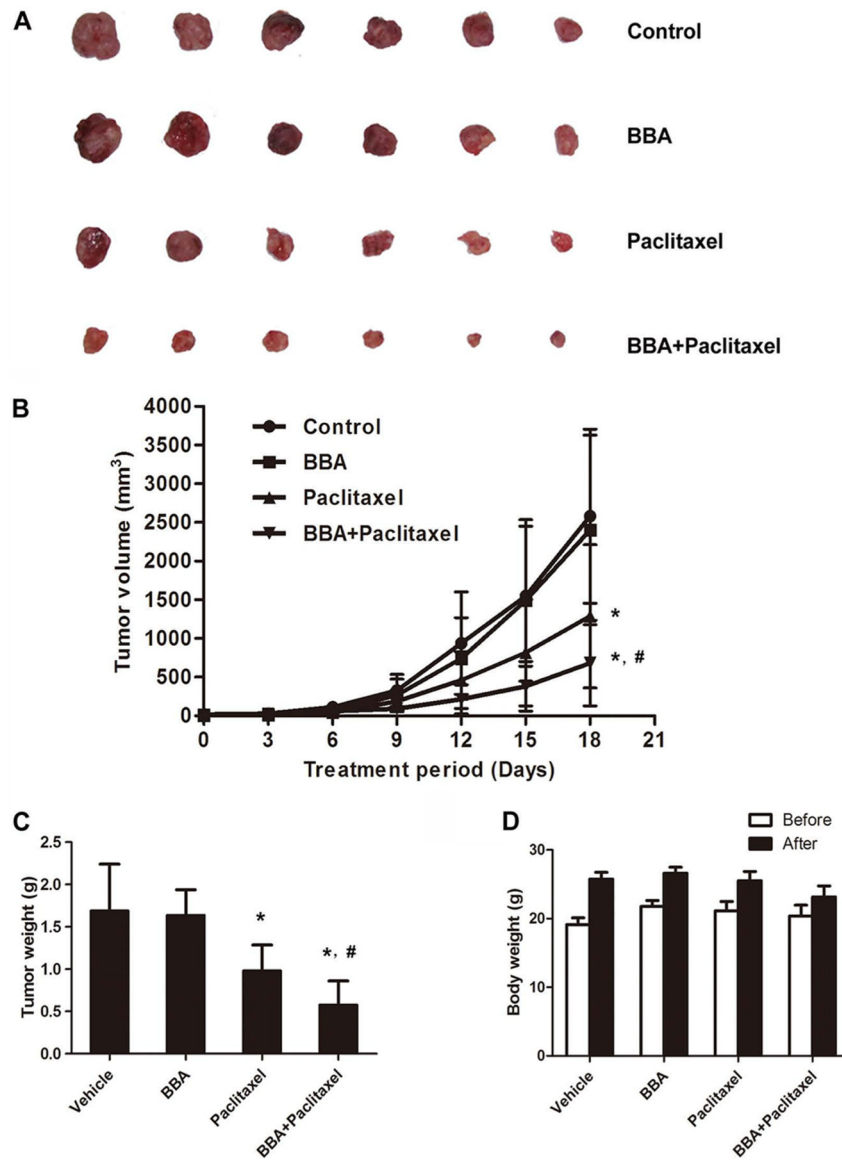 A
Control
BBA
Paclitaxel
BBA+Paclitaxel
B
Tumor volume (mm³)
4000
3500
3000
2500
2000
1500
1000
500
0
Control
BBA
Paclitaxel
BBA+Paclitaxel
*
*, #
0 3 6 9 12 15 18 21
Treatment period (Days)
C
Tumor weight (g)
2.5
2.0
1.5
1.0
0.5
0.0
*
*, #
Vehicle
BBA
Paclitaxel
BBA+Paclitaxel
D
Before
After
Body weight (g)
30
20
10
0
Vehicle
BBA
Paclitaxel
BBA+Paclitaxel